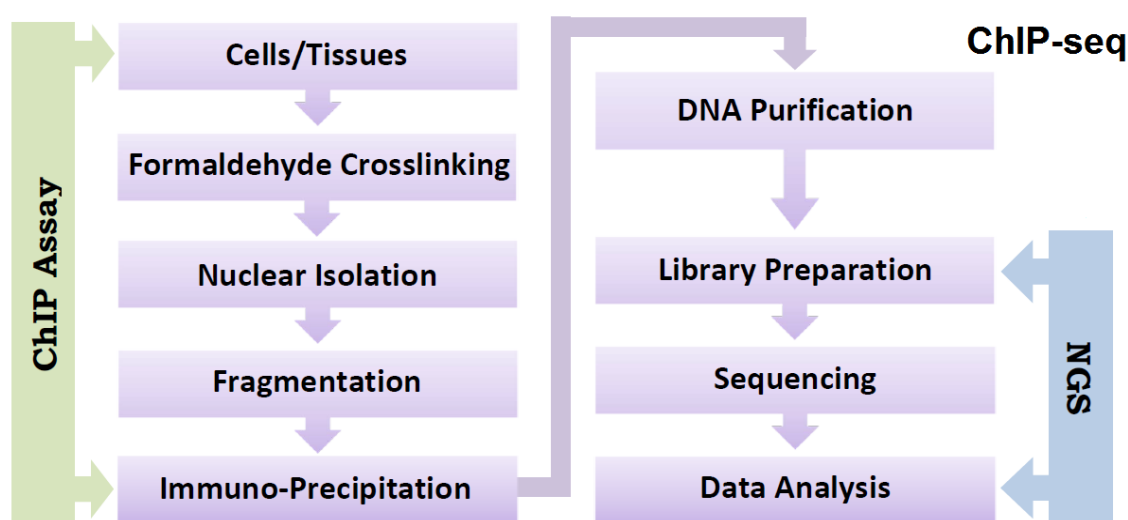 ChIP-seq
ChIP Assay
Cells/Tissues
Formaldehyde Crosslinking
Nuclear Isolation
Fragmentation
Immuno-Precipitation
DNA Purification
Library Preparation
Sequencing
Data Analysis
NGS